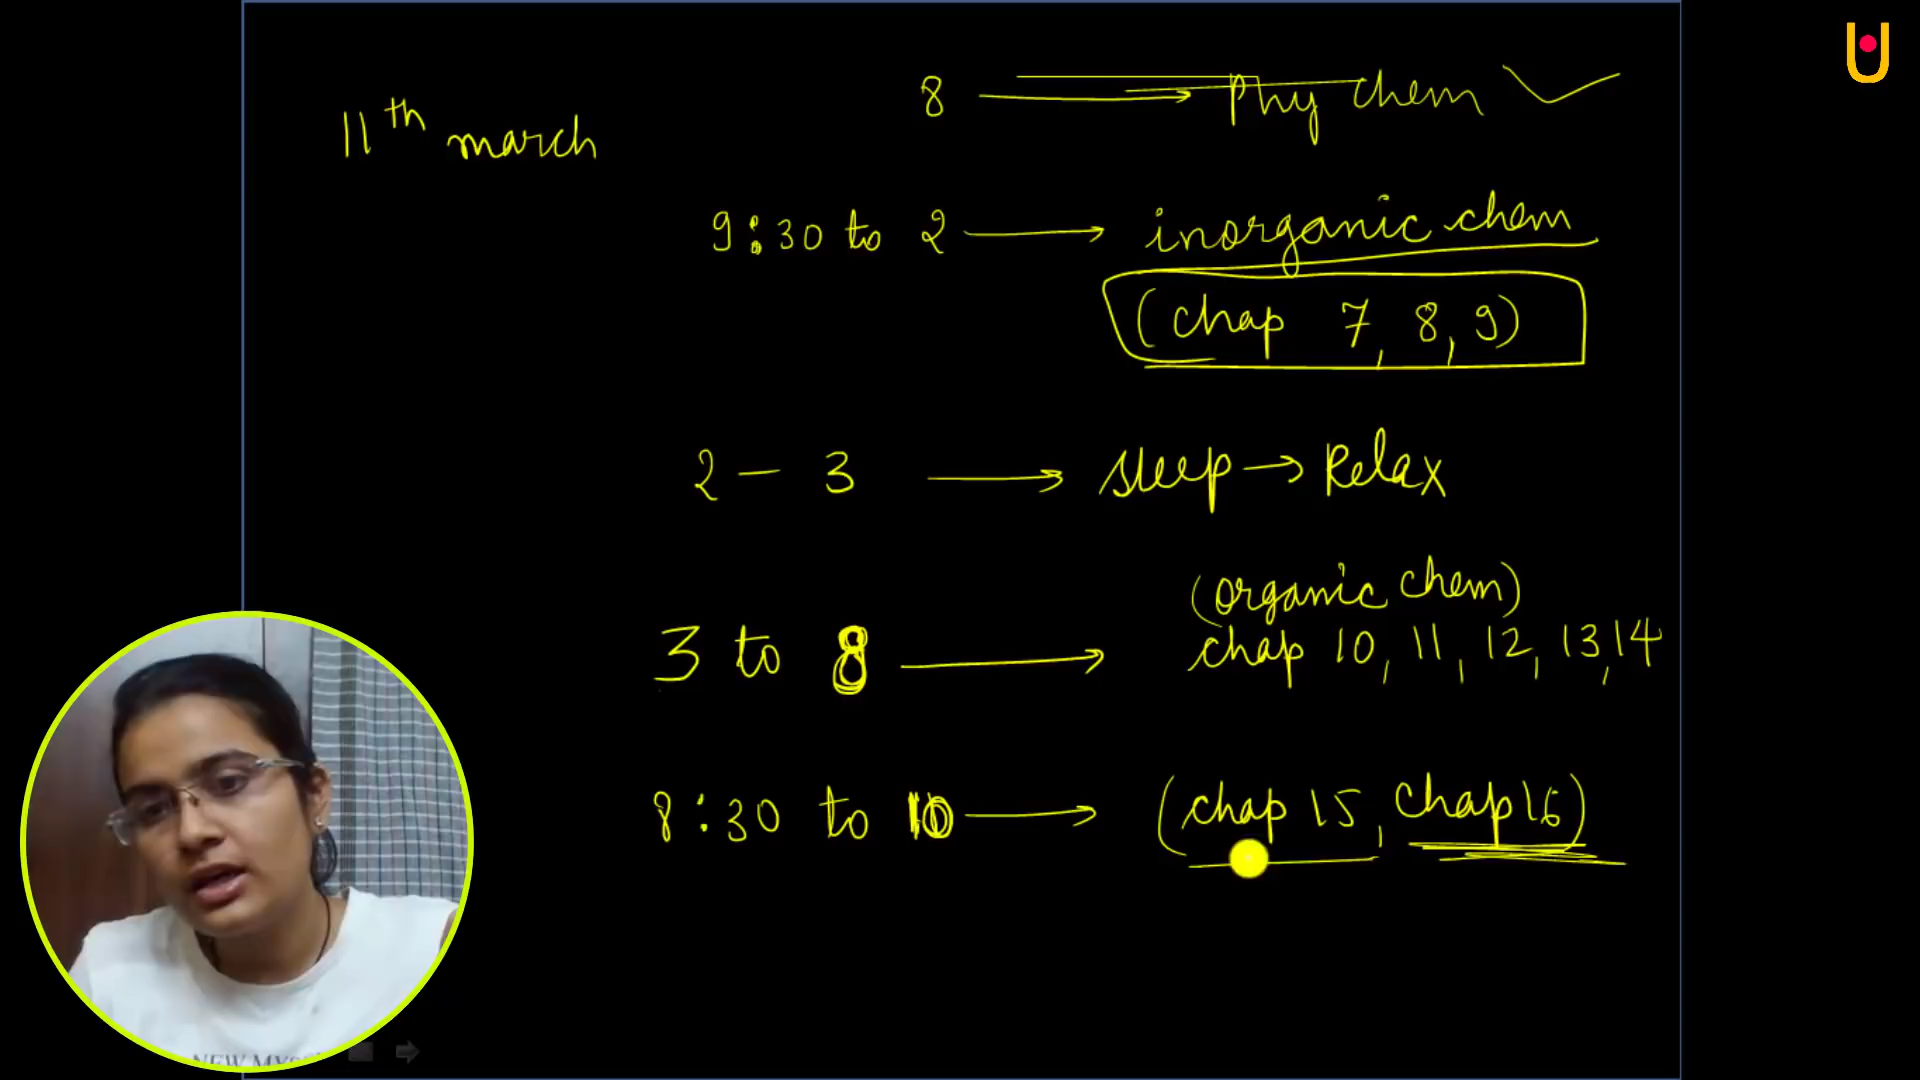 8 → Phy chem
11th march
9:30 to 2 → inorganic chem
(chap 7, 8, 9)
2 - 3 → sleep → Relax
(organic chem)
3 to 8 → chap 10, 11, 12, 13, 14
8:30 to 10 → (chap 15, chap 16)
NEW